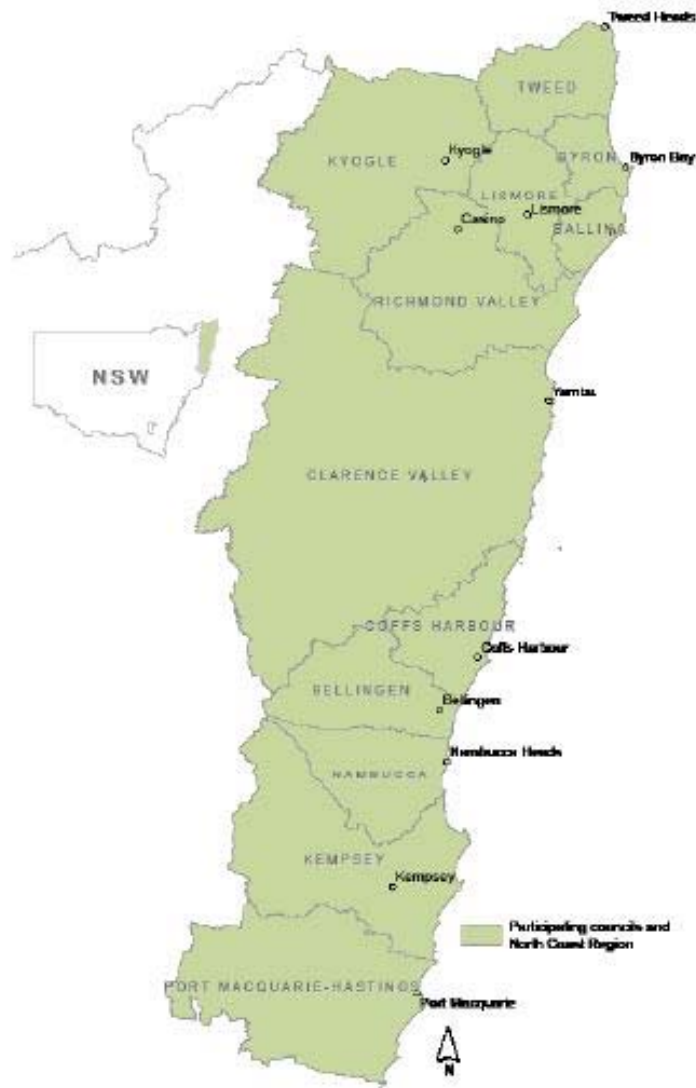 Tweed Heads
TWEED
KYOGLE
Kyogle
BYRON
Byron Bay
LISMORE
Lismore
Casino
BALLINA
RICHMOND VALLEY
NSW
Yamba
CLARENCE VALLEY
COFFS HARBOUR
Coffs Harbour
BELLINGEN
Bellingen
Nambucca Heads
NAMBUCCA
KEMPSEY
Kempsey
Participating councils and
North Coast Region
PORT MACQUARIE-HASTINGS
Port Macquarie
N